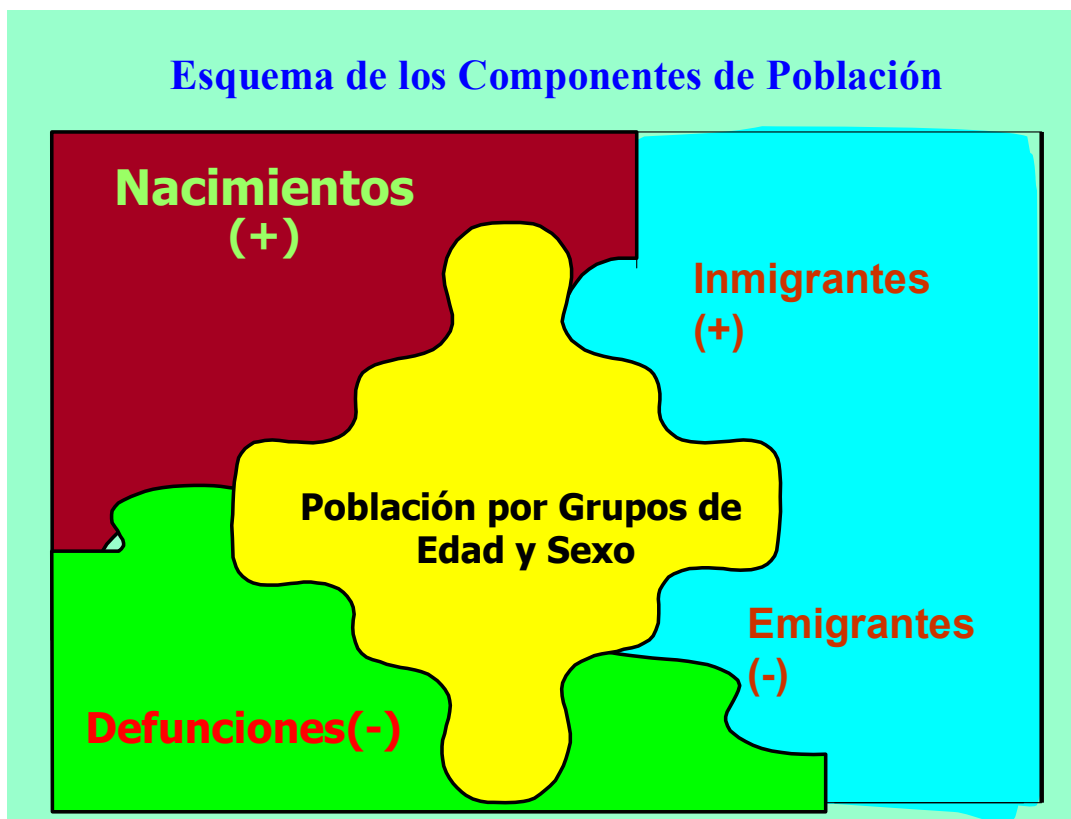 Esquema de los Componentes de Población
Nacimientos
(+)
Inmigrantes
(+)
Población por Grupos de
Edad y Sexo
Emigrantes
(-)
Defunciones(-)